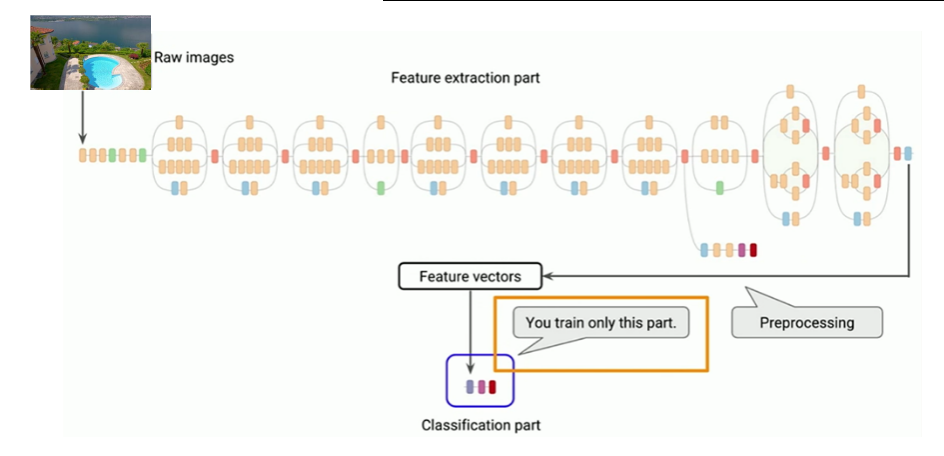 Raw images
Feature extraction part
Feature vectors
You train only this part.
Preprocessing
Classification part